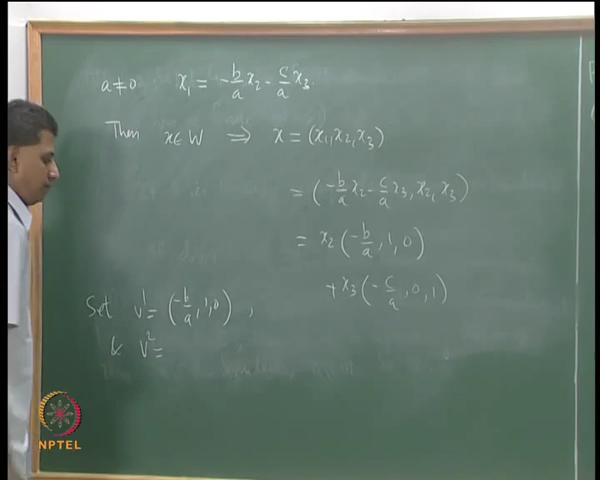 a≠0 x₁ = -b/a x₂ - c/a x₃.
Then x∈W ⇒ x = (x₁, x₂, x₃)
= (-b/a x₂ - c/a x₃, x₂, x₃)
= x₂(-b/a, 1, 0)
+ x₃(-c/a, 0, 1)
Set v¹ = (-b/a, 1, 0),
& v² =
NPTEL